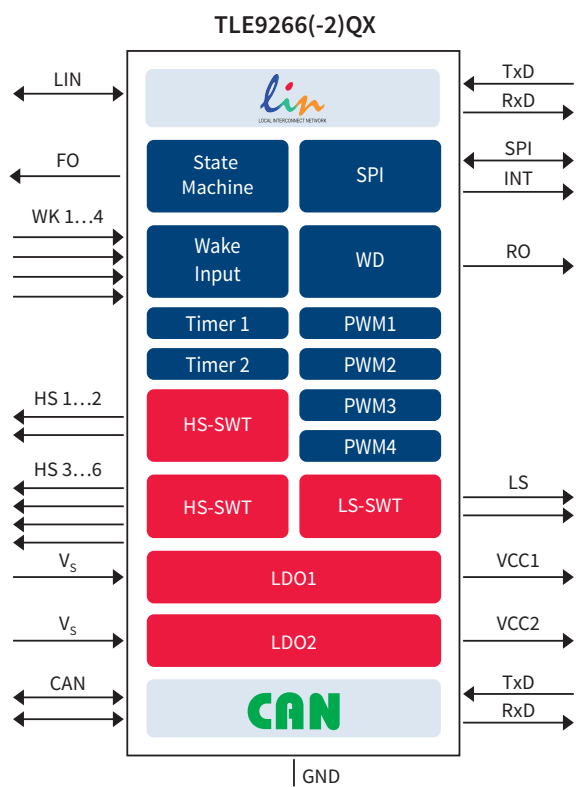 TLE9266(-2)QX
LIN
lin
LOCAL INTERCONNECT NETWORK
TxD
RxD
FO
State
Machine
SPI
SPI
INT
WK 1...4
Wake
Input
WD
RO
Timer 1
PWM1
Timer 2
PWM2
HS 1...2
HS-SWT
PWM3
PWM4
HS 3...6
HS-SWT
LS-SWT
LS
VS
LDO1
VCC1
VS
LDO2
VCC2
CAN
CAN
TxD
RxD
GND